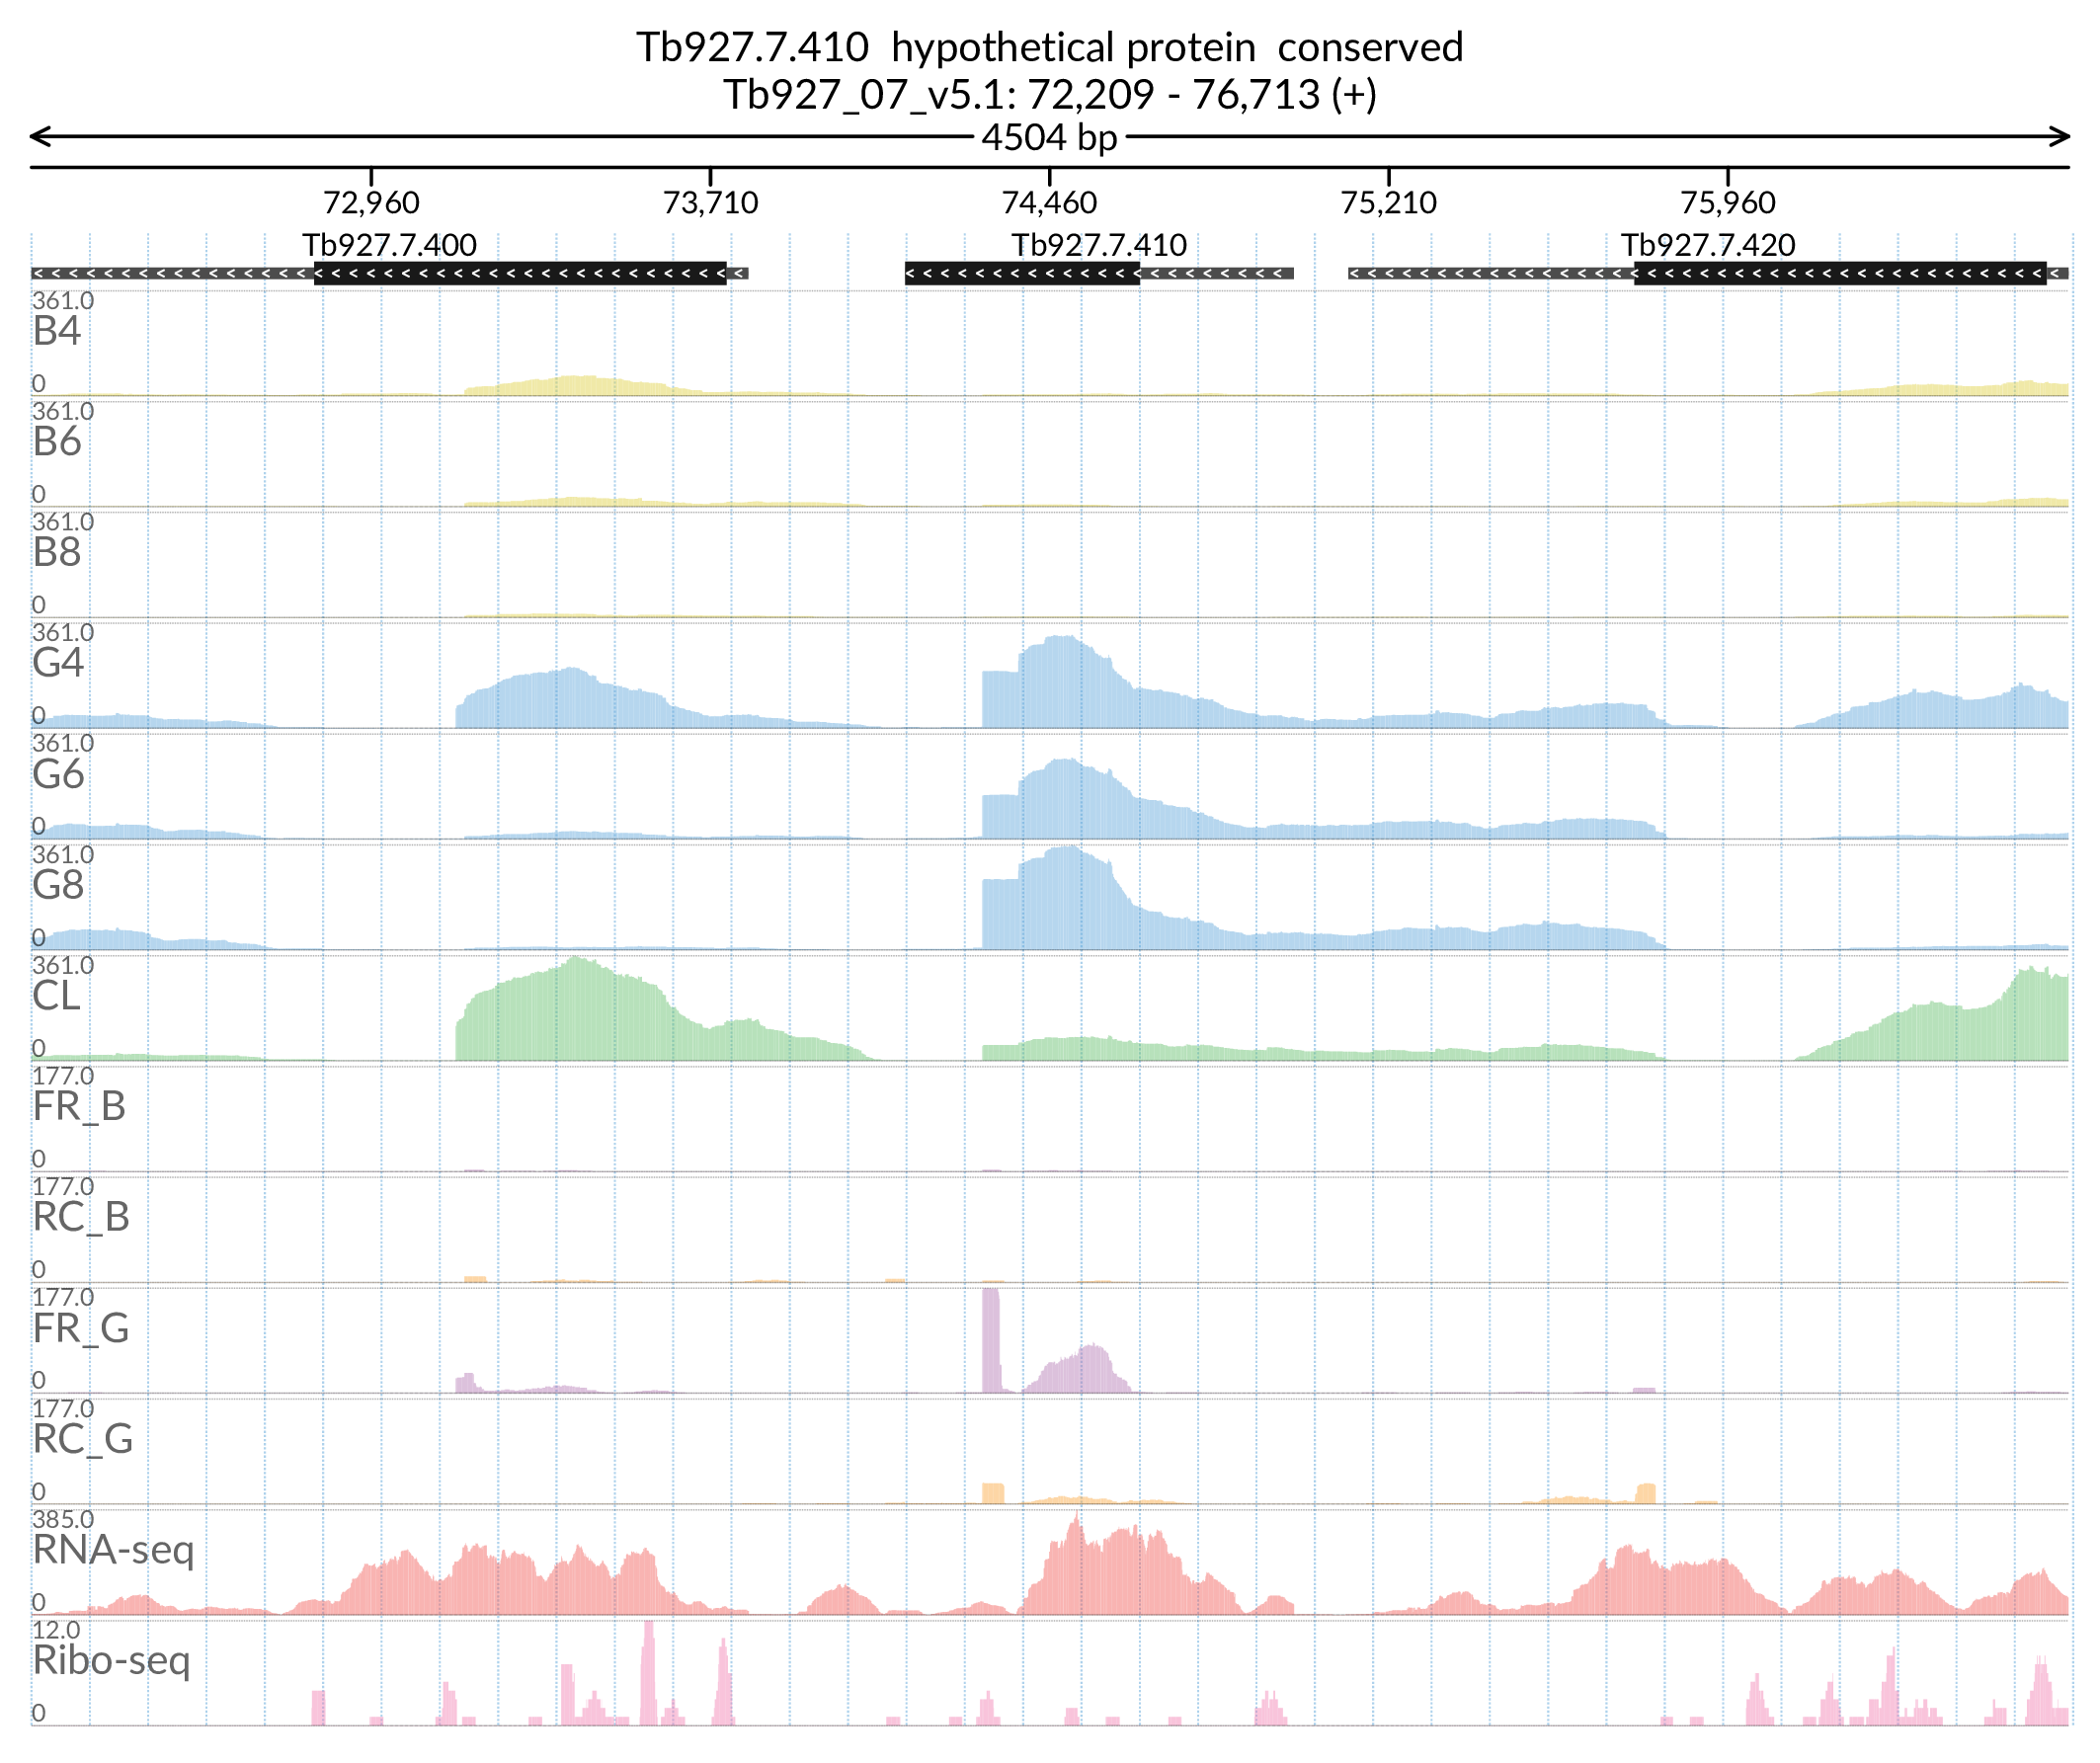 Tb927.7.410 hypothetical protein conserved
Tb927_07_v5.1: 72,209 - 76,713 (+)
4504 bp
72,960 73,710 74,460 75,210 75,960
Tb927.7.400 Tb927.7.410 Tb927.7.420
361.0
B4
0
361.0
B6
0
361.0
B8
0
361.0
G4
0
361.0
G6
0
361.0
G8
0
361.0
CL
0
177.0
FR_B
0
177.0
RC_B
0
177.0
FR_G
0
177.0
RC_G
0
385.0
RNA-seq
0
12.0
Ribo-seq
0